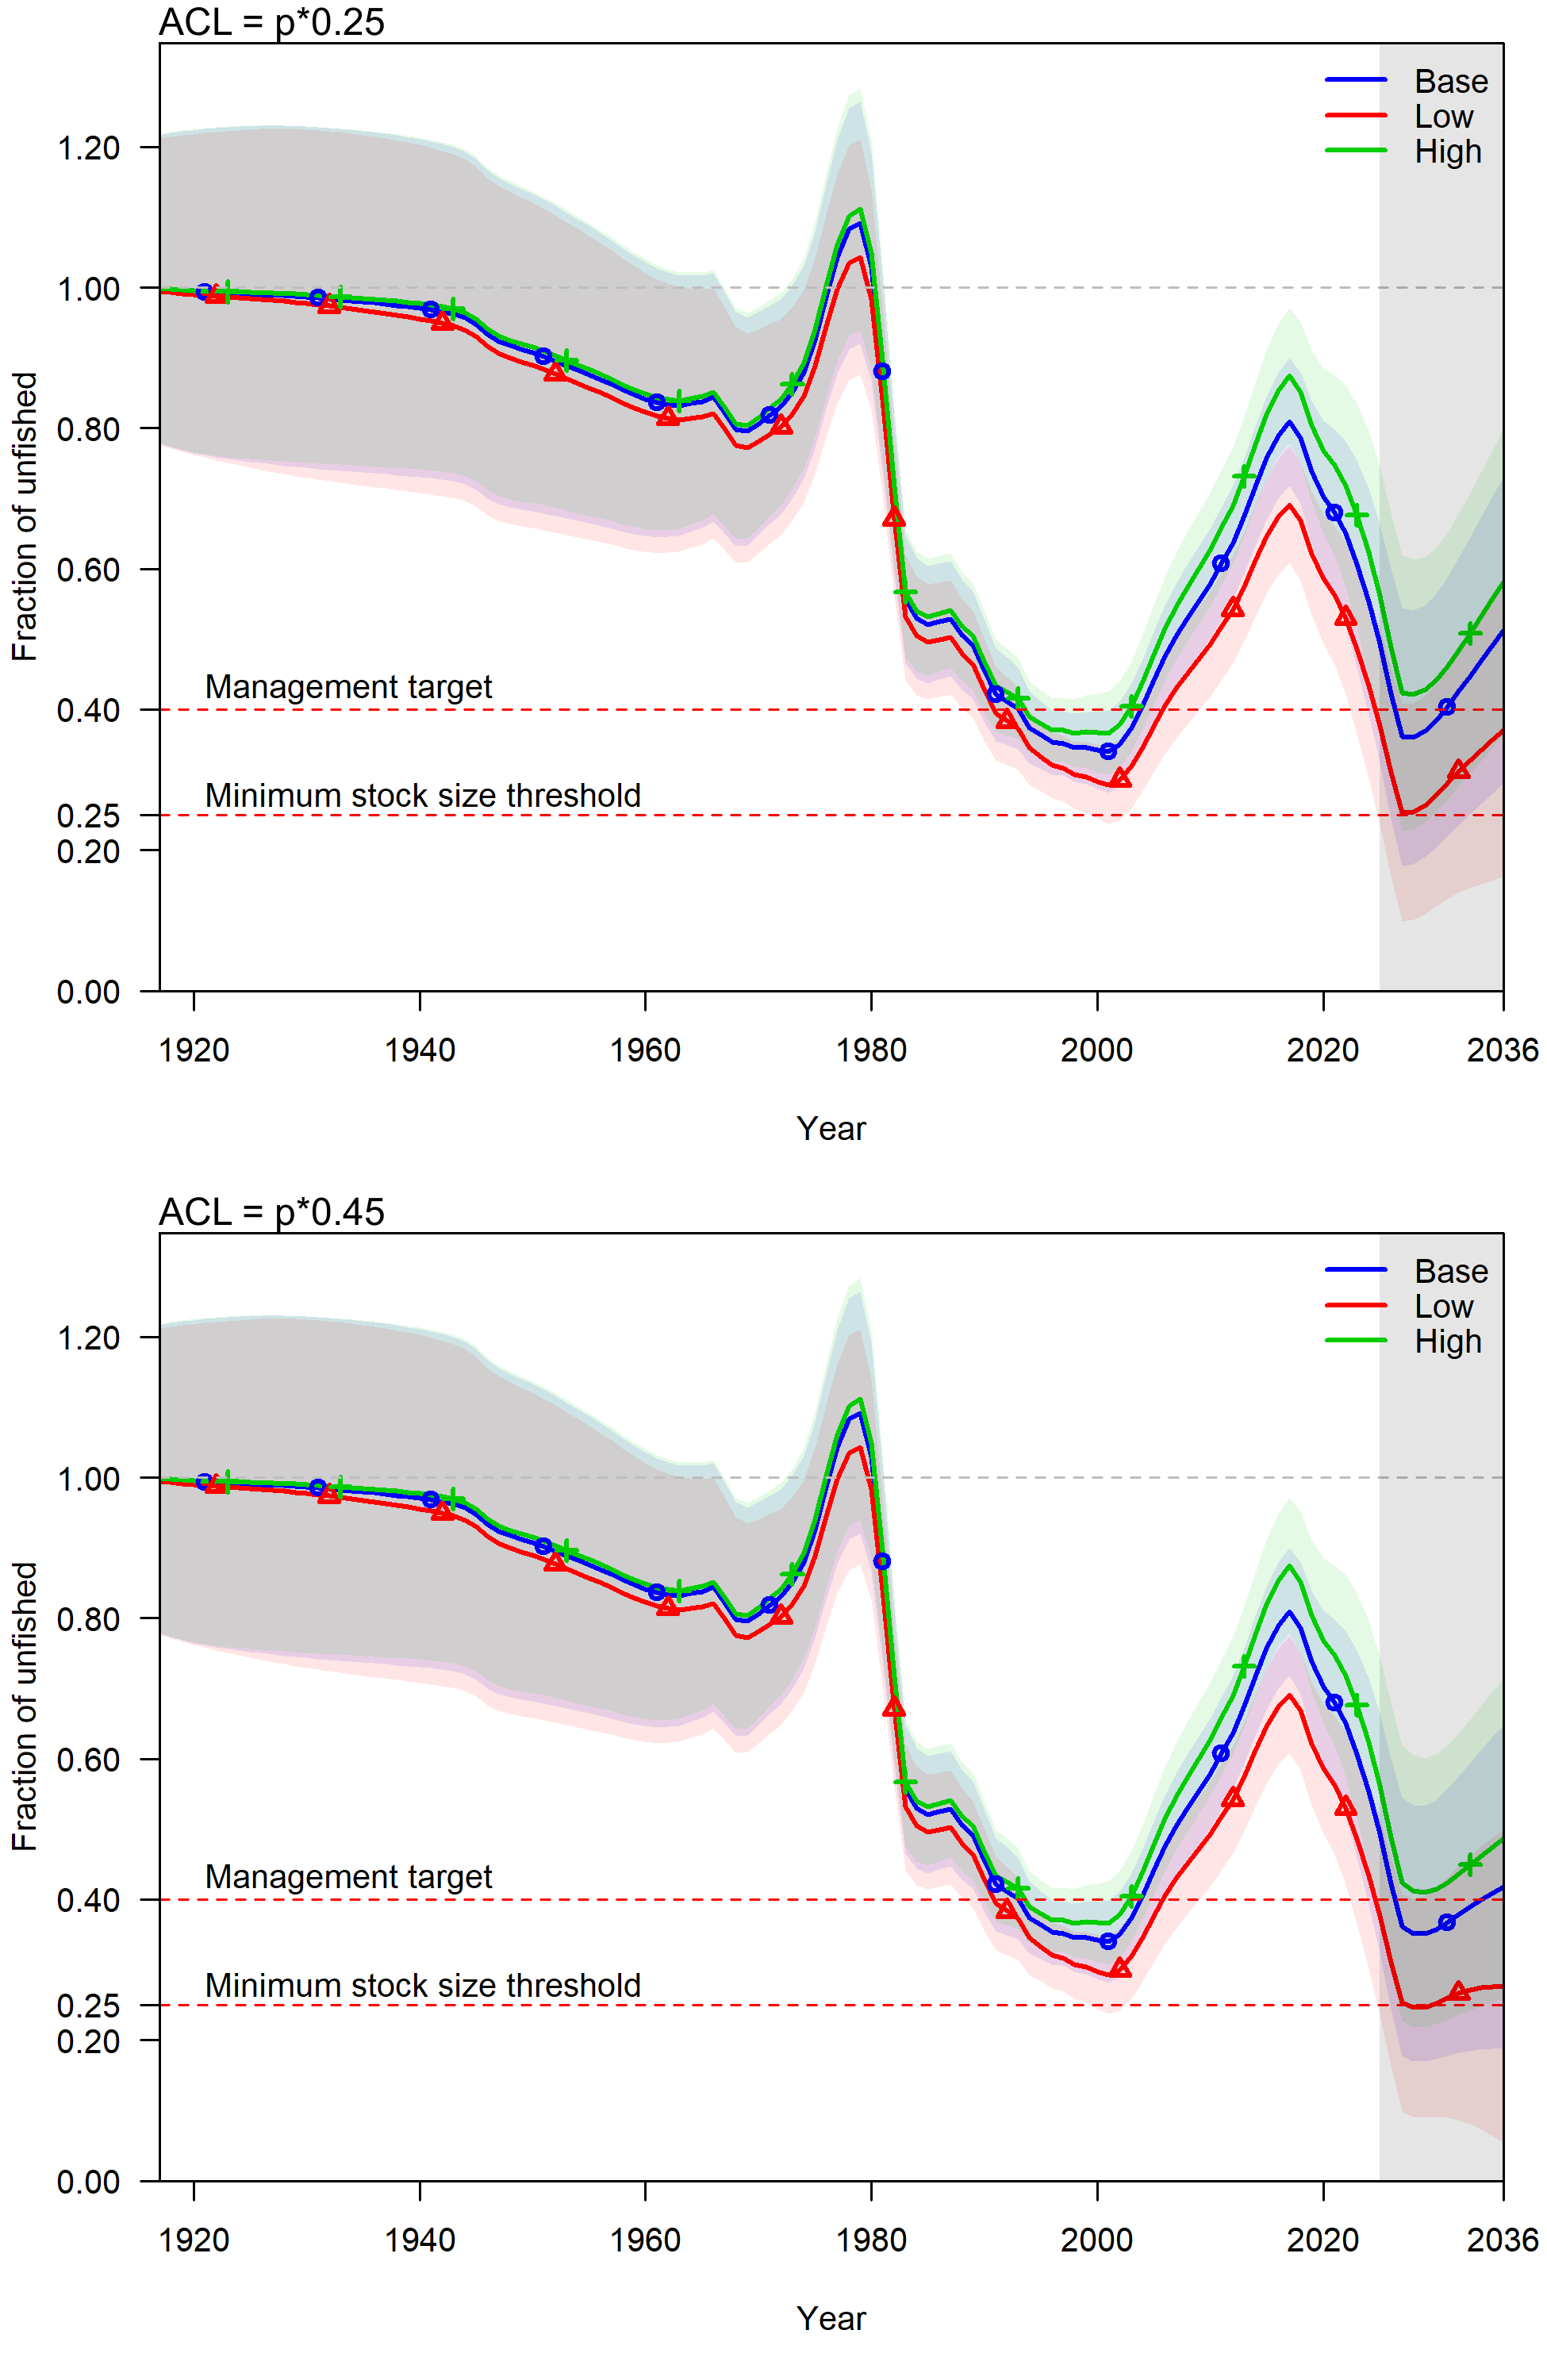 ACL = p*0.25
Base
Low
High
1.20
1.00
0.80
0.60
0.40
0.25
0.20
0.00
Fraction of unfished
Management target
Minimum stock size threshold
1920 1940 1960 1980 2000 2020 2036
Year
ACL = p*0.45
Base
Low
High
1.20
1.00
0.80
0.60
0.40
0.25
0.20
0.00
Fraction of unfished
Management target
Minimum stock size threshold
1920 1940 1960 1980 2000 2020 2036
Year